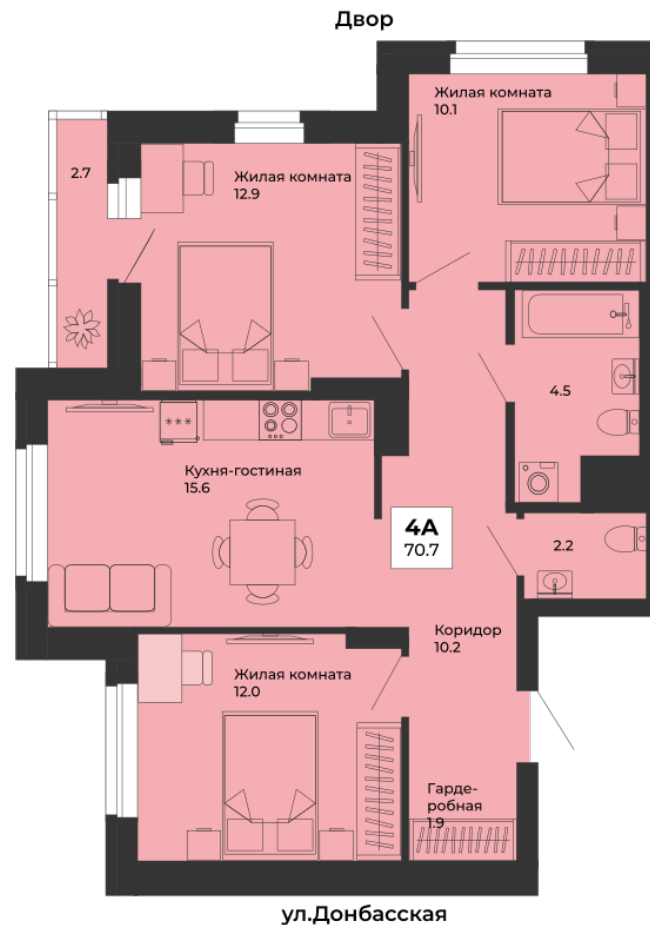 Двор
Жилая комната
10.1
2.7
Жилая комната
12.9
4.5
Кухня-гостиная
15.6
4А
70.7
2.2
Коридор
10.2
Жилая комната
12.0
Гарде-
робная
1.9
ул.Донбасская